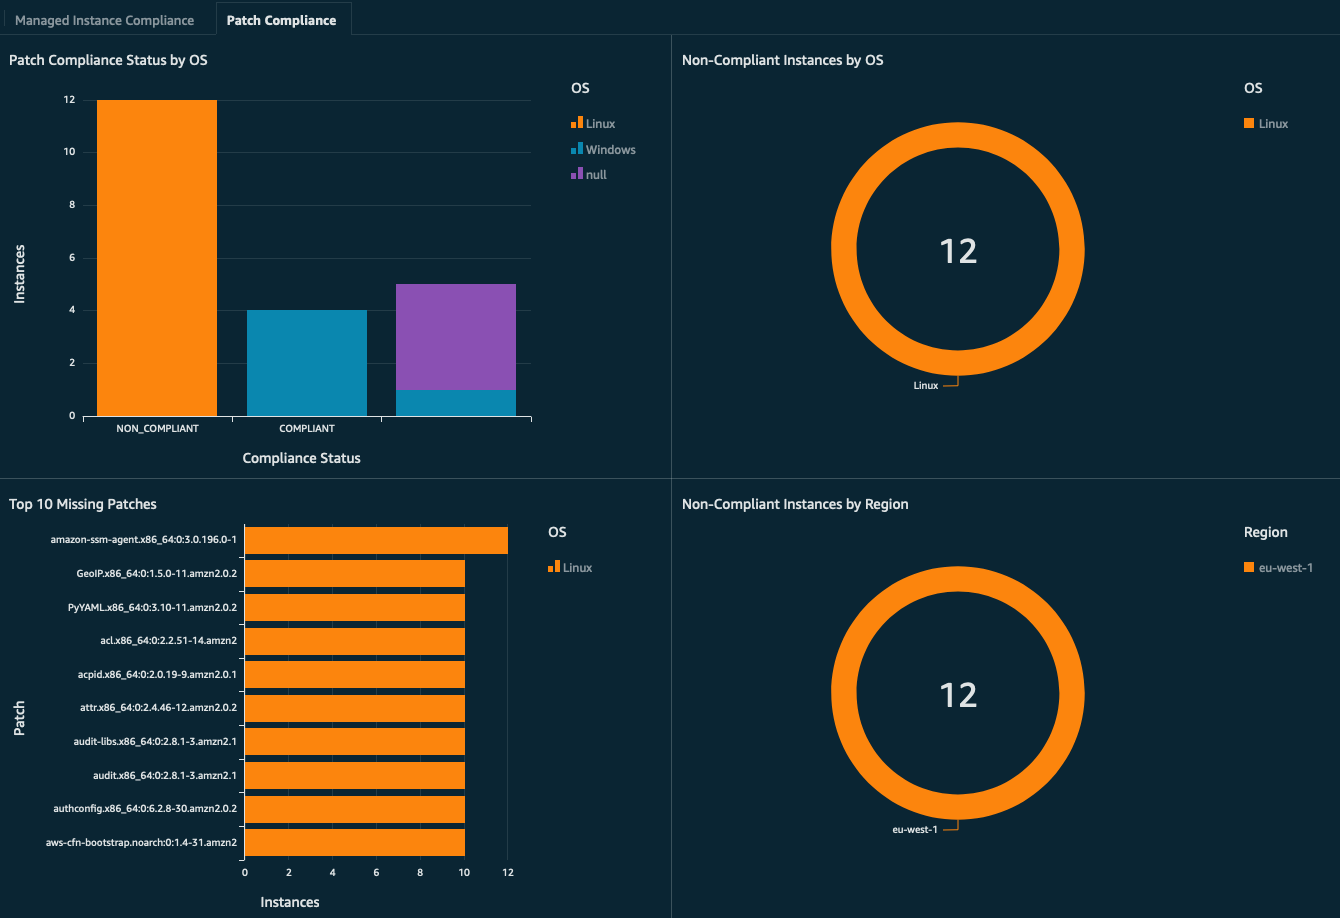 Managed Instance Compliance
Patch Compliance
Patch Compliance Status by OS
12
10
8
6
4
2
0
Instances
NON_COMPLIANT
COMPLIANT
Compliance Status
OS
Linux
Windows
null
Non-Compliant Instances by OS
12
Linux
OS
Linux
Top 10 Missing Patches
Patch
amazon-ssm-agent.x86_64:0:3.0.196.0-1
GeoIP.x86_64:0:1.5.0-11.amzn2.0.2
PyYAML.x86_64:0:3.10-11.amzn2.0.2
acl.x86_64:0:2.2.51-14.amzn2
acpid.x86_64:0:2.0.19-9.amzn2.0.1
attr.x86_64:0:2.4.46-12.amzn2.0.2
audit-libs.x86_64:0:2.8.1-3.amzn2.1
audit.x86_64:0:2.8.1-3.amzn2.1
authconfig.x86_64:0:6.2.8-30.amzn2.0.2
aws-cfn-bootstrap.noarch:0:1.4-31.amzn2
0 2 4 6 8 10 12
Instances
OS
Linux
Non-Compliant Instances by Region
12
eu-west-1
Region
eu-west-1